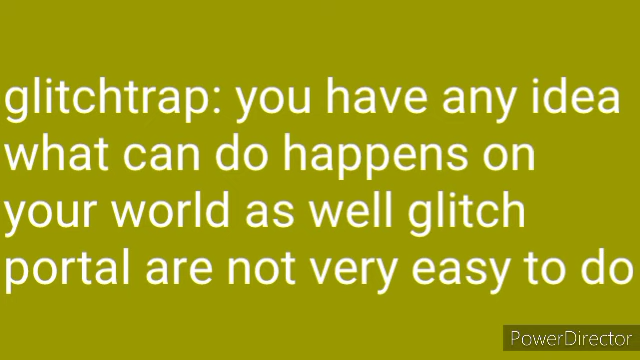 glitchtrap: you have any idea
what can do happens on
your world as well glitch
portal are not very easy to do
PowerDirector